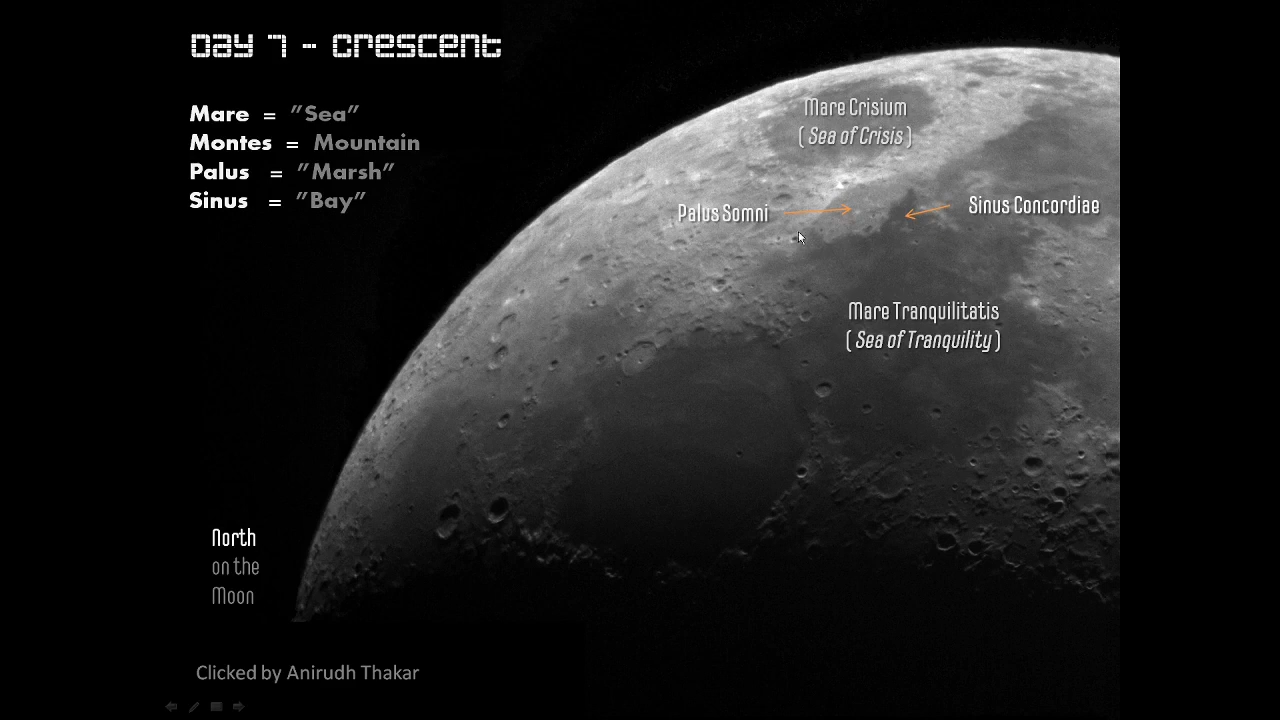 Day 7 - Crescent
Mare = "Sea"
Montes = Mountain
Palus = "Marsh"
Sinus = "Bay"
Mare Crisium
( Sea of Crisis )
Palus Somni
Sinus Concordiae
Mare Tranquilitatis
( Sea of Tranquility )
North
on the
Moon
Clicked by Anirudh Thakar